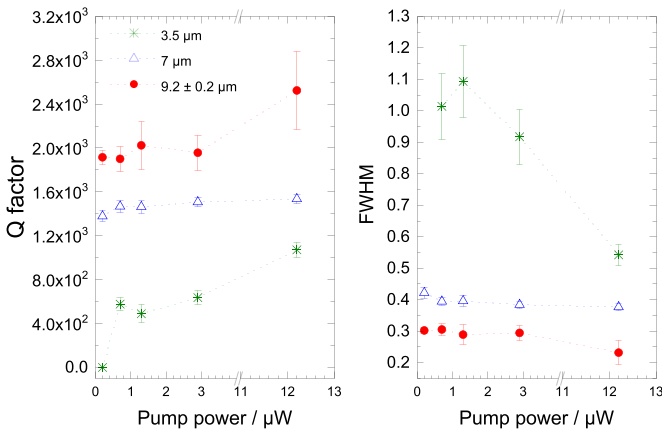 3.2x10³
2.8x10³
2.4x10³
2.0x10³
1.6x10³
1.2x10³
8.0x10²
4.0x10²
0.0
Q factor
3.5 µm
7 µm
9.2 ± 0.2 µm
0 1 2 3 11 12 13
Pump power / µW
1.3
1.2
1.1
1.0
0.9
0.8
0.7
0.6
0.5
0.4
0.3
0.2
FWHM
0 1 2 3 11 12 13
Pump power / µW